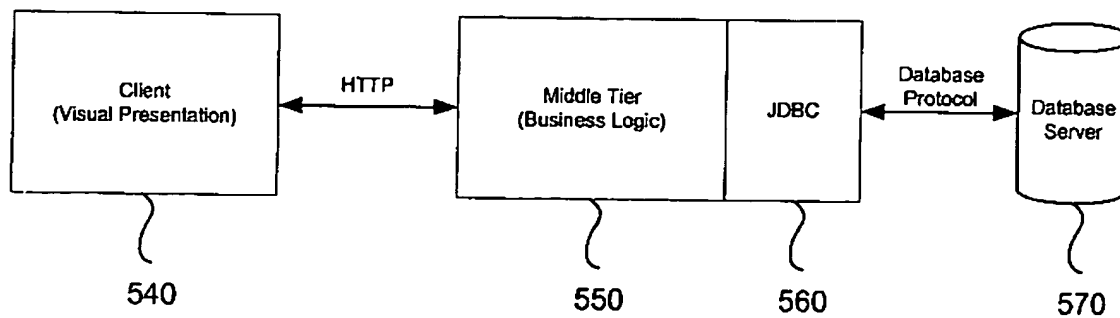 Client
(Visual Presentation)
HTTP
Middle Tier
(Business Logic)
JDBC
Database
Protocol
Database
Server
540
550
560
570